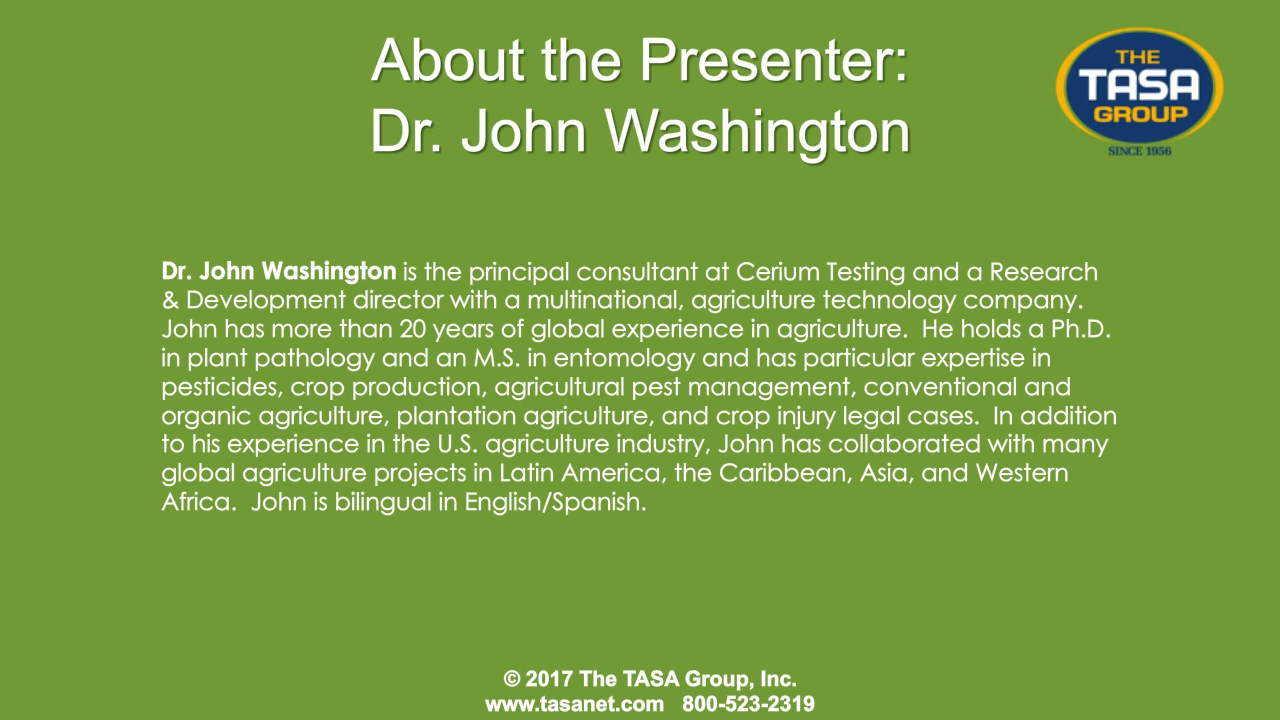 About the Presenter:
Dr. John Washington
THE
TASA
GROUP
SINCE 1956
Dr. John Washington is the principal consultant at Cerium Testing and a Research
& Development director with a multinational, agriculture technology company.
John has more than 20 years of global experience in agriculture.  He holds a Ph.D.
in plant pathology and an M.S. in entomology and has particular expertise in
pesticides, crop production, agricultural pest management, conventional and
organic agriculture, plantation agriculture, and crop injury legal cases.  In addition
to his experience in the U.S. agriculture industry, John has collaborated with many
global agriculture projects in Latin America, the Caribbean, Asia, and Western
Africa.  John is bilingual in English/Spanish.
© 2017 The TASA Group, Inc.
www.tasanet.com   800-523-2319